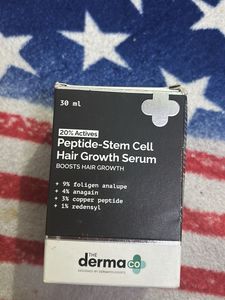 30 ml
20% Actives
Peptide-Stem Cell
Hair Growth Serum
BOOSTS HAIR GROWTH
+ 9% foligen analupe
+ 4% anagain
+ 3% copper peptide
+ 1% redensyl
THE
derma co